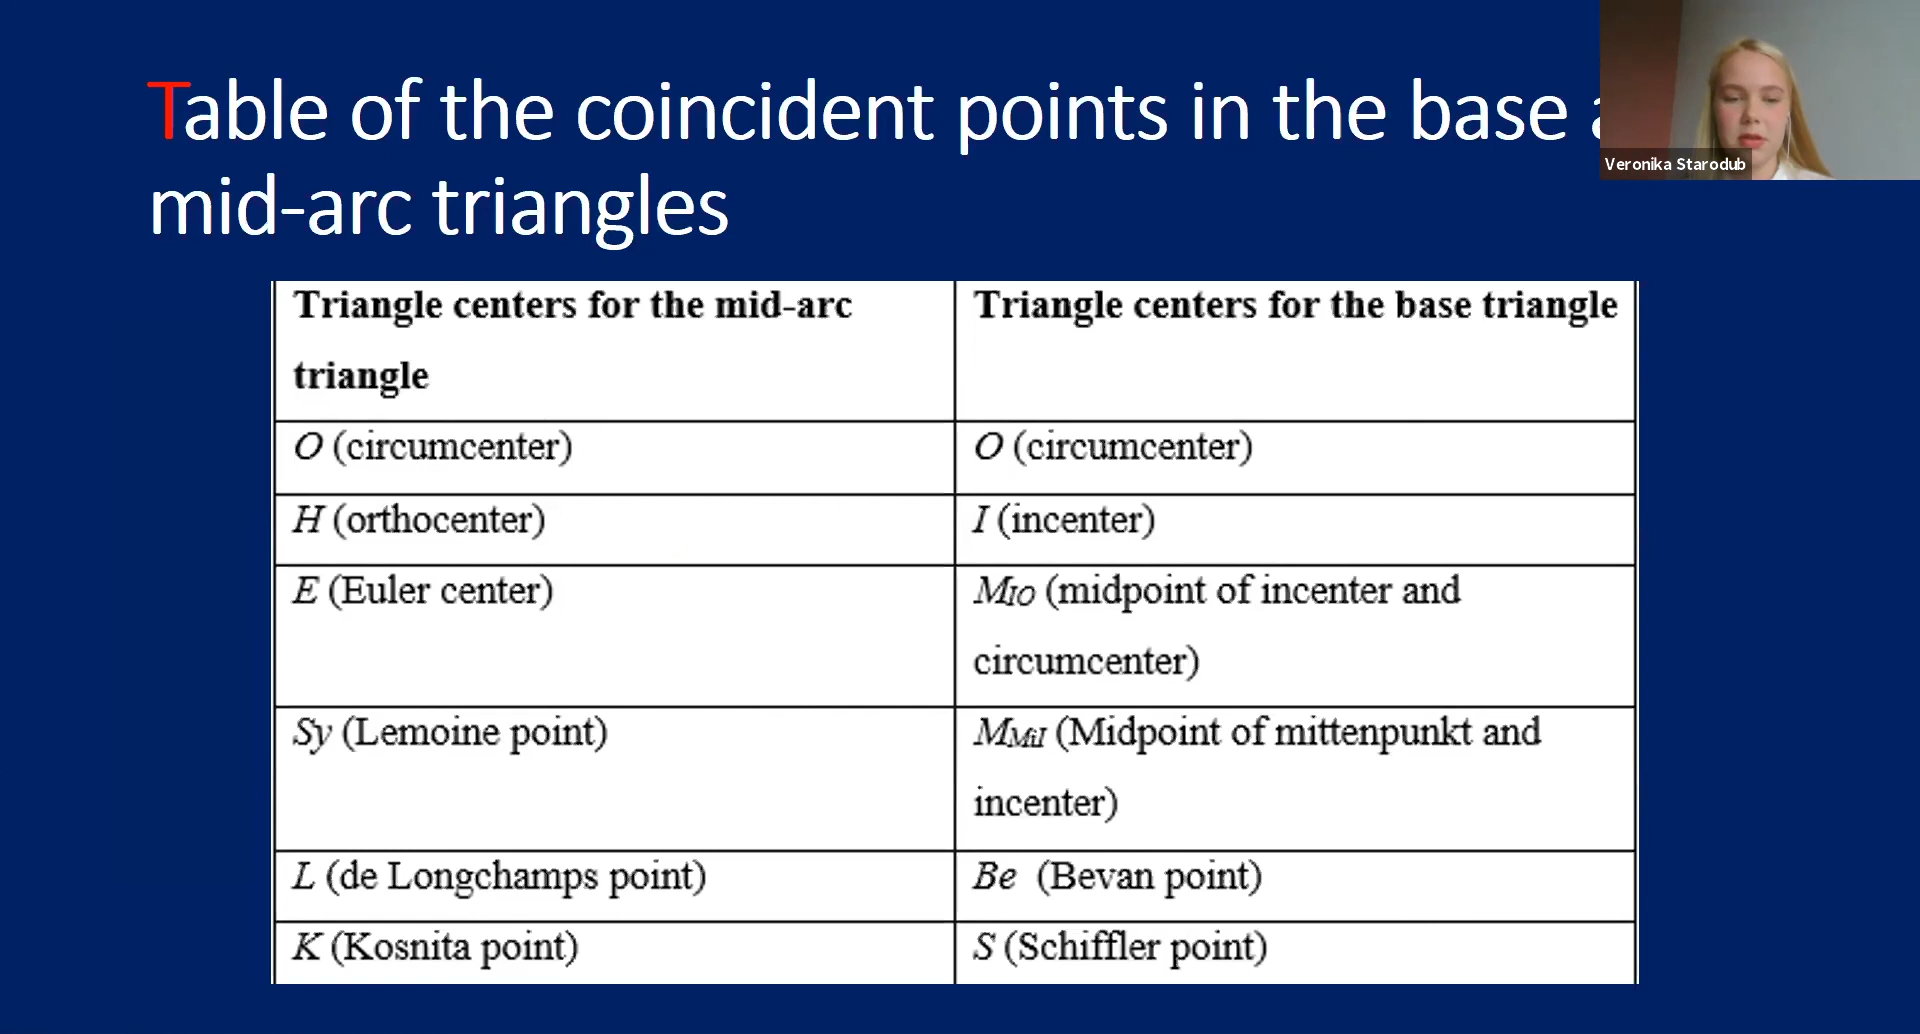 Table of the coincident points in the base
mid-arc triangles
Veronika Starodub
Triangle centers for the mid-arc
triangle
Triangle centers for the base triangle
O (circumcenter)
O (circumcenter)
H (orthocenter)
I (incenter)
E (Euler center)
M_IO (midpoint of incenter and
circumcenter)
Sy (Lemoine point)
M_MiI (Midpoint of mittenpunkt and
incenter)
L (de Longchamps point)
Be (Bevan point)
K (Kosnita point)
S (Schiffler point)